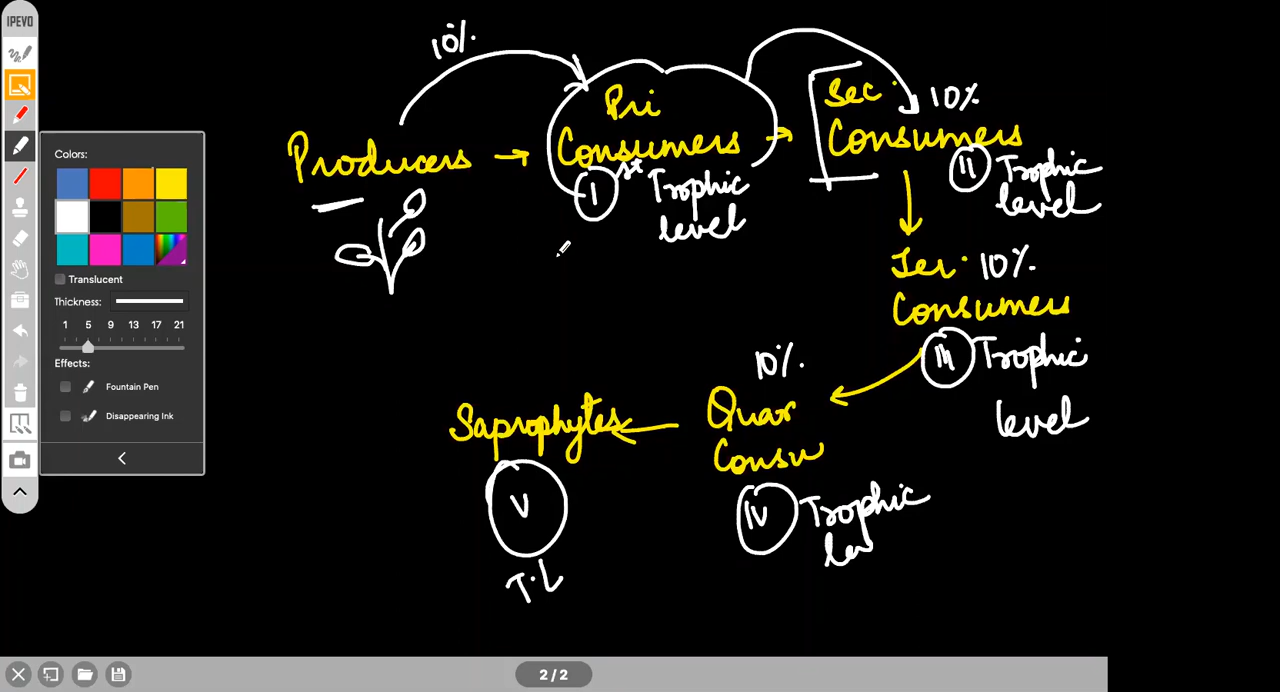 IPEVO
Colors:
Translucent
Thickness:
1 5 9 13 17 21
Effects:
Fountain Pen
Disappearing Ink
10%
Producers →
Pri
Consumers →
I st Trophic
level
Sec.
Consumers
10%
II Trophic
level
Ter. 10%
Consumers
III Trophic
level
10%
Quar
Consu
IV Trophic
lev
Saprophytes
V
T.L
2/2